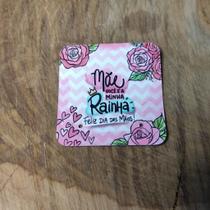 Mãe
VOCÊ É A
MINHA
Rainha
FELIZ DIA DAS MÃES!